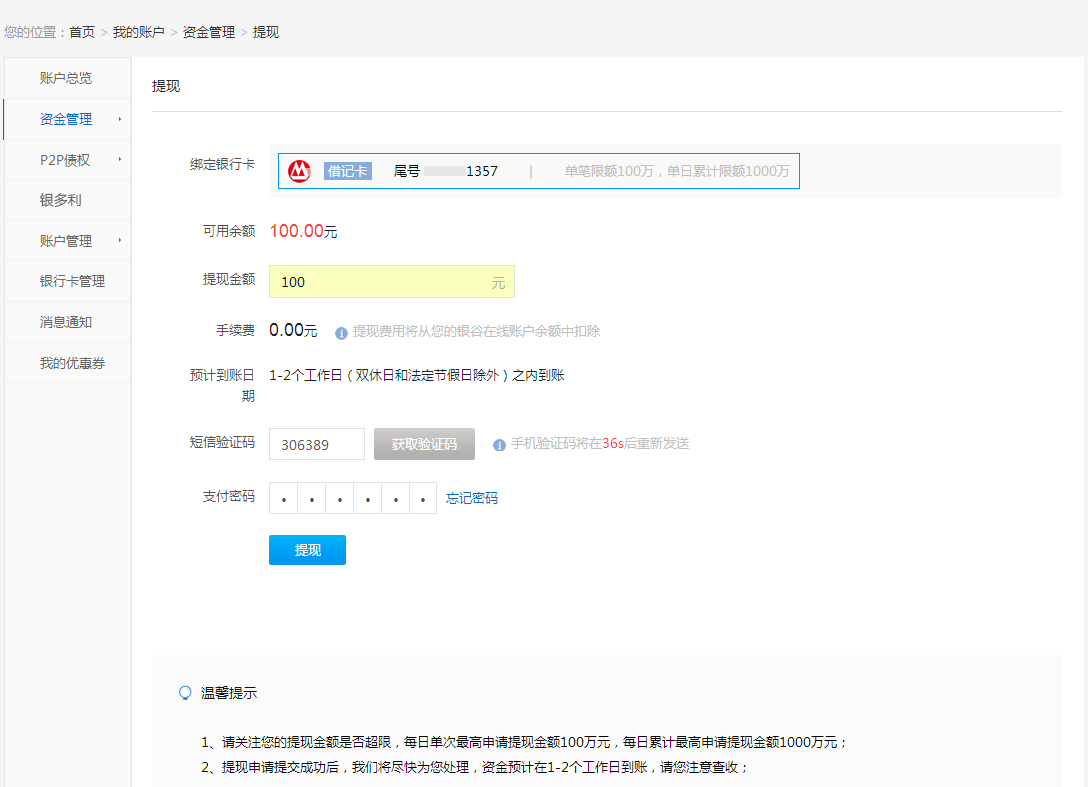 您的位置：首页 > 我的账户 > 资金管理 > 提现
账户总览
资金管理
P2P债权
银多利
账户管理
银行卡管理
消息通知
我的优惠券
提现
绑定银行卡 借记卡 尾号 1357 | 单笔限额100万，单日累计限额1000万
可用余额 100.00元
提现金额 100 元
手续费 0.00元 提现费用将从您的银谷在线账户余额中扣除
预计到账日期 1-2个工作日（双休日和法定节假日除外）之内到账
短信验证码 306389 获取验证码 手机验证码将在36s后重新发送
支付密码 • • • • • • 忘记密码
提现
温馨提示
1、请关注您的提现金额是否超限，每日单次最高申请提现金额100万元，每日累计最高申请提现金额1000万元；
2、提现申请提交成功后，我们将尽快为您处理，资金预计在1-2个工作日到账，请您注意查收；